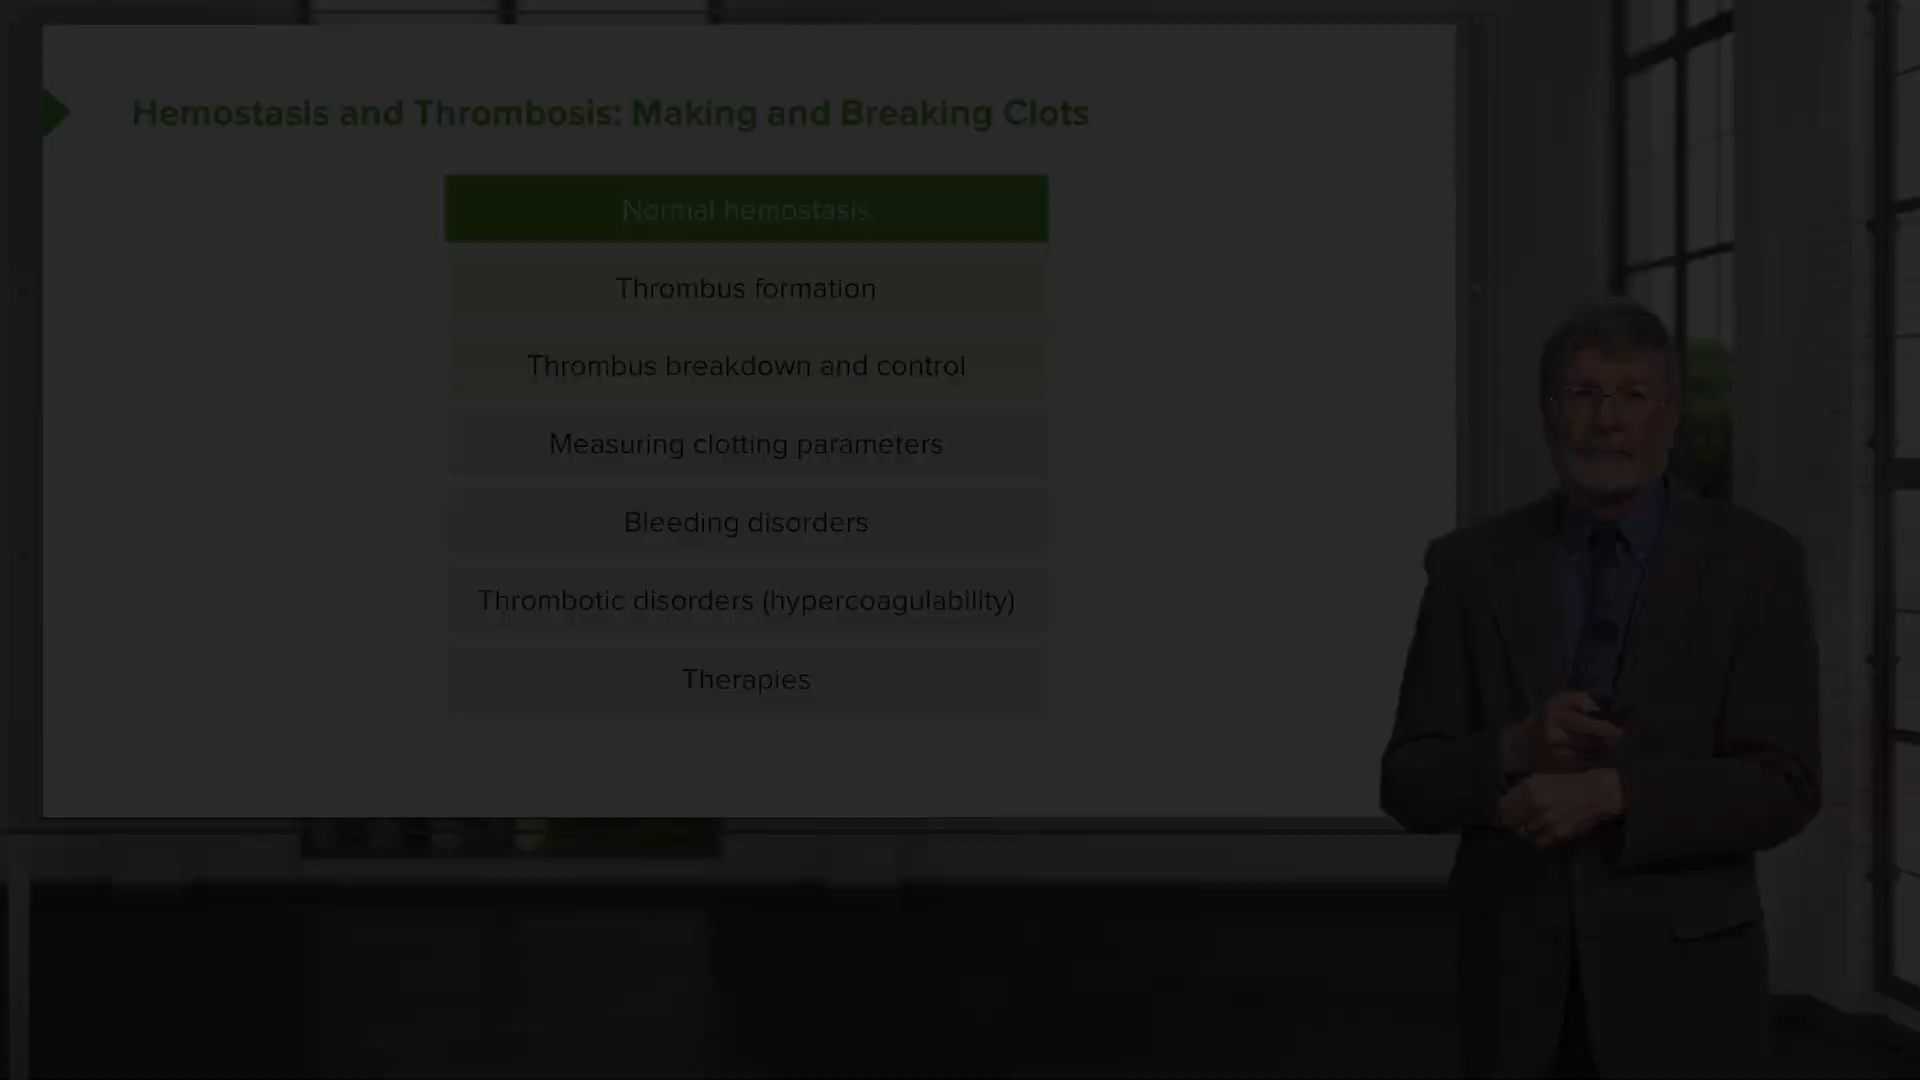 Hemostasis and Thrombosis: Making and Breaking Clots
Normal hemostasis
Thrombus formation
Thrombus breakdown and control
Measuring clotting parameters
Bleeding disorders
Thrombotic disorders (hypercoagulability)
Therapies